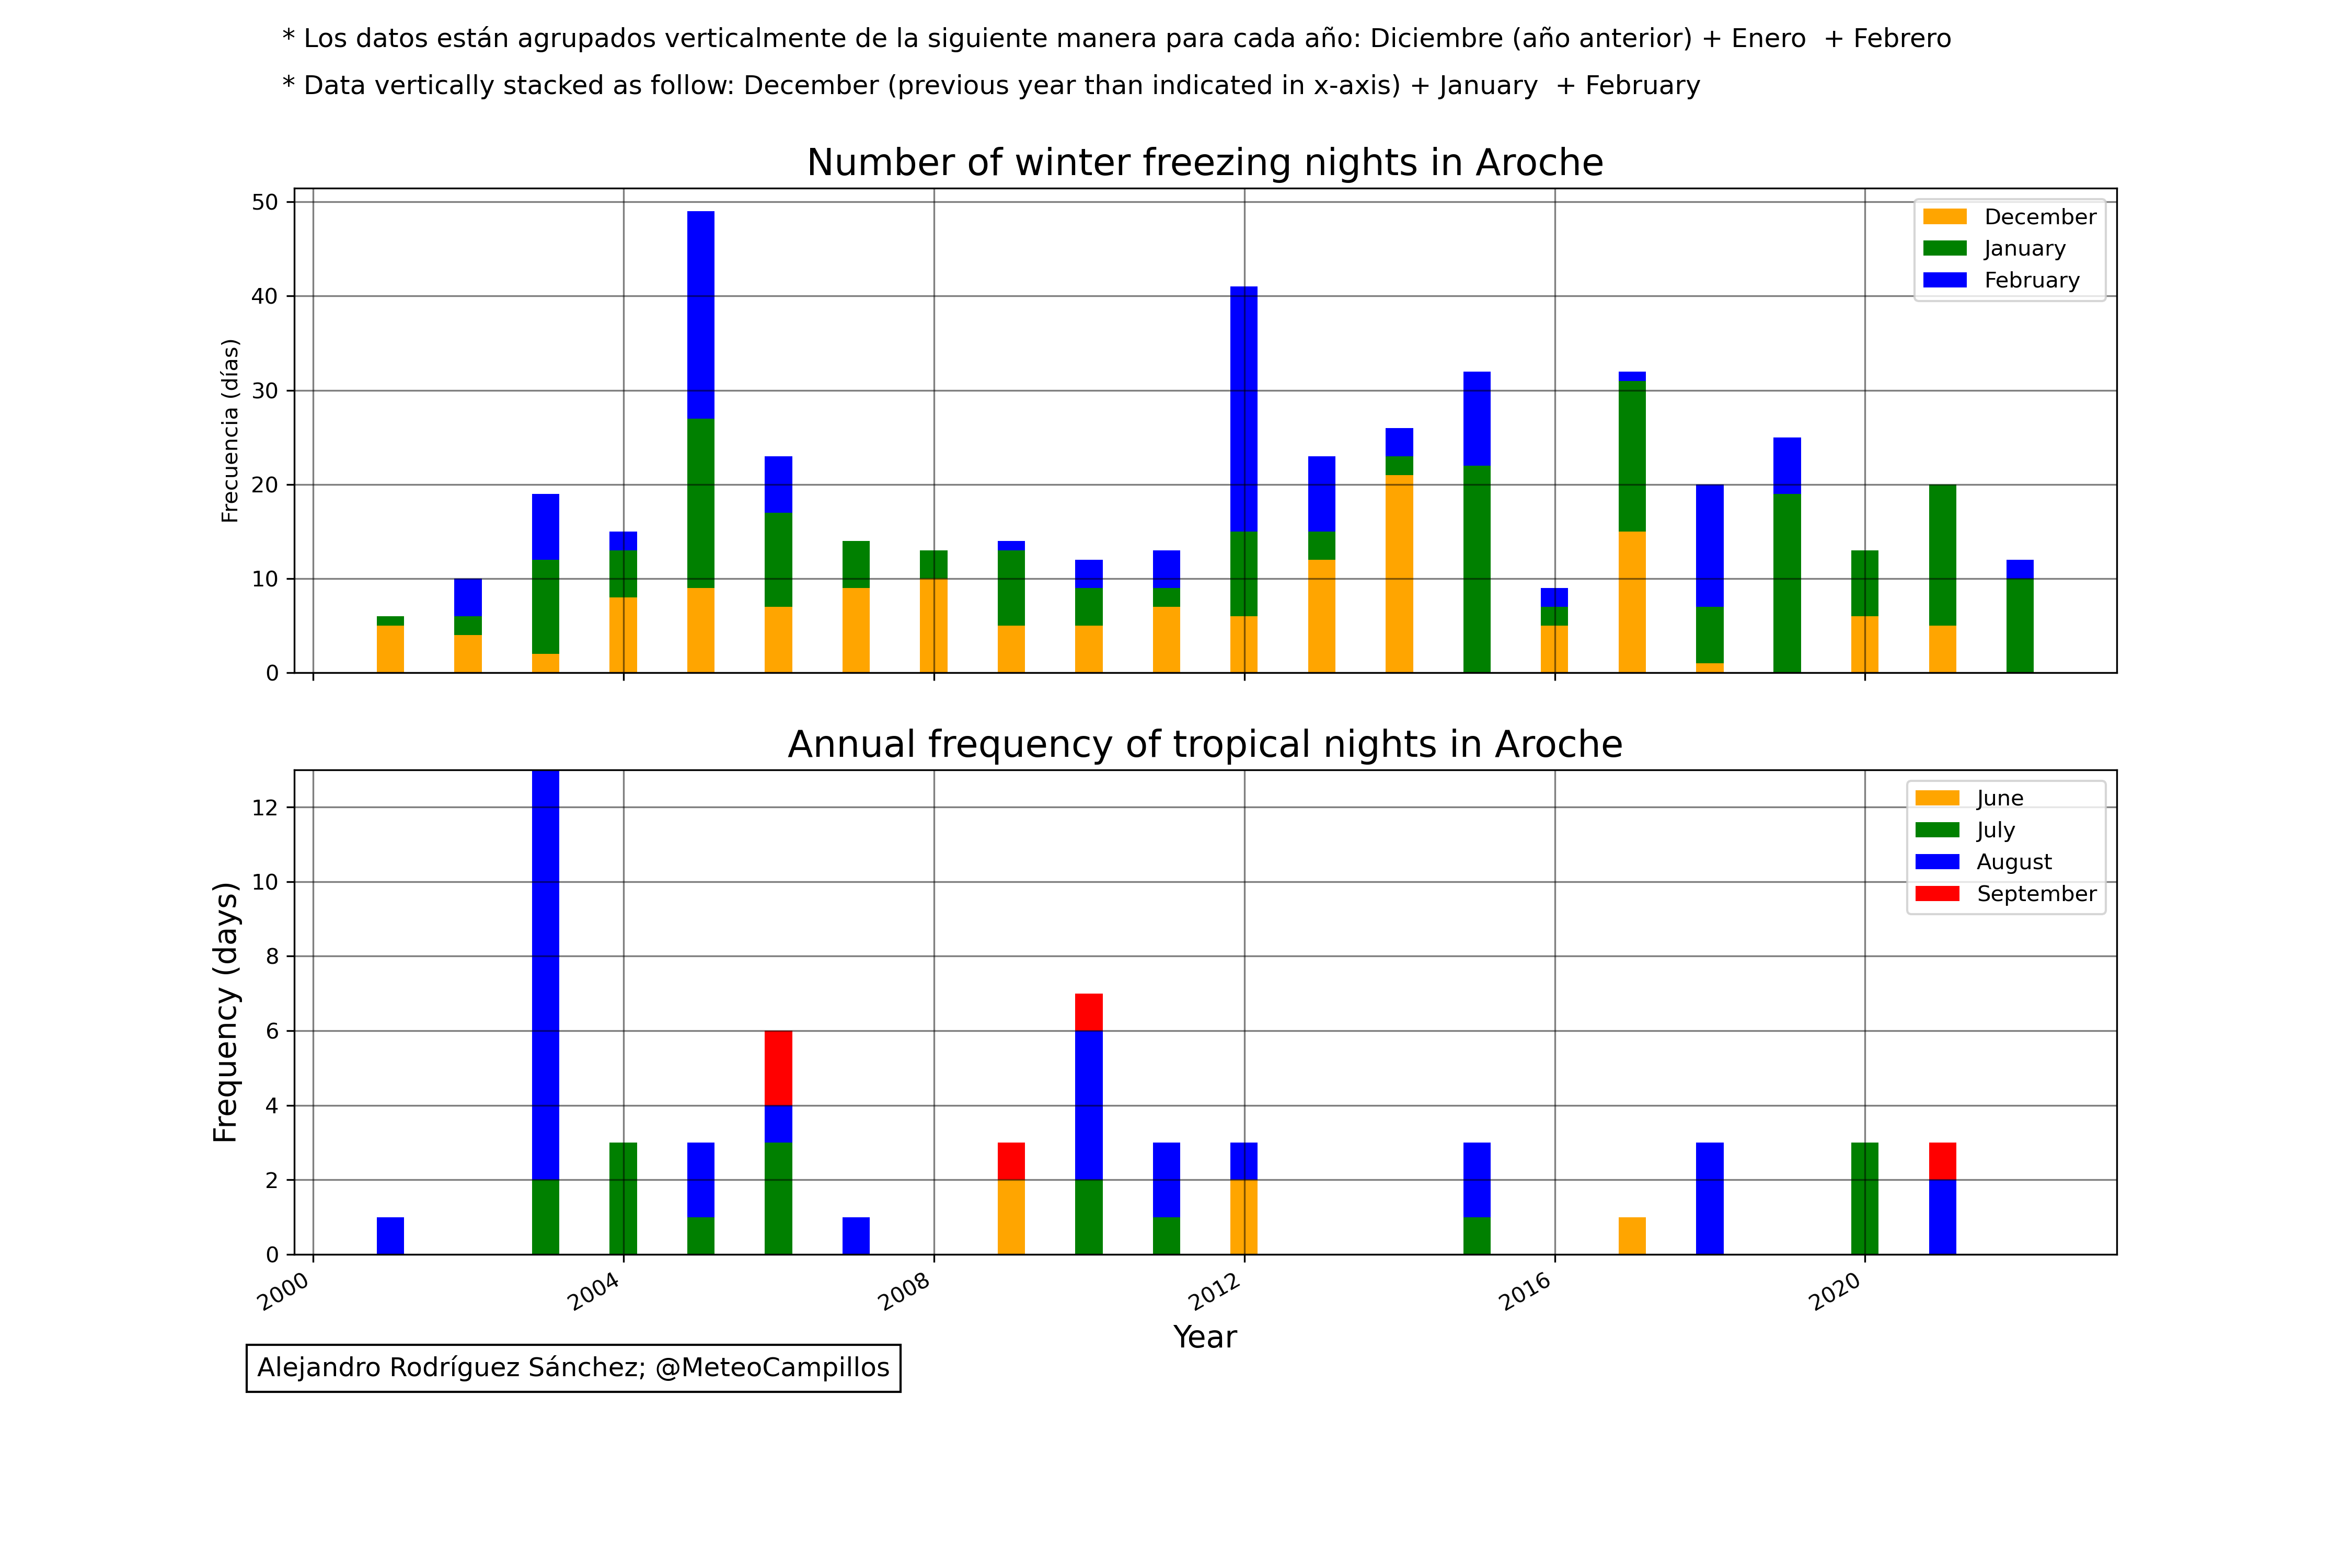 * Los datos están agrupados verticalmente de la siguiente manera para cada año: Diciembre (año anterior) + Enero  + Febrero
* Data vertically stacked as follow: December (previous year than indicated in x-axis) + January  + February
Number of winter freezing nights in Aroche
50
40
30
20
10
0
Frecuencia (días)
December
January
February
Annual frequency of tropical nights in Aroche
12
10
8
6
4
2
0
Frequency (days)
June
July
August
September
2000
2004
2008
2012
2016
2020
Year
Alejandro Rodríguez Sánchez; @MeteoCampillos